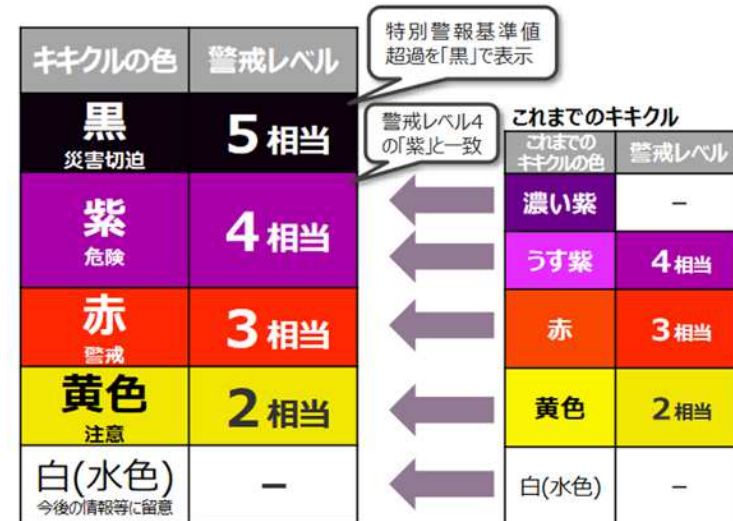 特別警報基準値
超過を「黒」で表示
キキクルの色 警戒レベル
黒
災害切迫
5相当
警戒レベル4
の「紫」と一致
紫
危険
4相当
赤
警戒
3相当
黄色
注意
2相当
白(水色)
今後の情報等に留意
－
これまでのキキクル
これまでの
キキクルの色
警戒レベル
濃い紫 －
うす紫 4相当
赤 3相当
黄色 2相当
白(水色) －